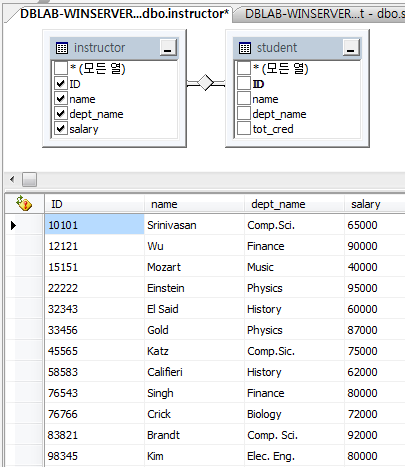 DBLAB-WINSERVER...dbo.instructor* DBLAB-WINSERVER...t - dbo.s
instructor student
* (모든 열) * (모든 열)
ID ID
name name
dept_name dept_name
salary tot_cred
ID name dept_name salary
10101 Srinivasan Comp.Sci. 65000
12121 Wu Finance 90000
15151 Mozart Music 40000
22222 Einstein Physics 95000
32343 El Said History 60000
33456 Gold Physics 87000
45565 Katz Comp.Sic. 75000
58583 Califieri History 62000
76543 Singh Finance 80000
76766 Crick Biology 72000
83821 Brandt Comp. Sci. 92000
98345 Kim Elec. Eng. 80000